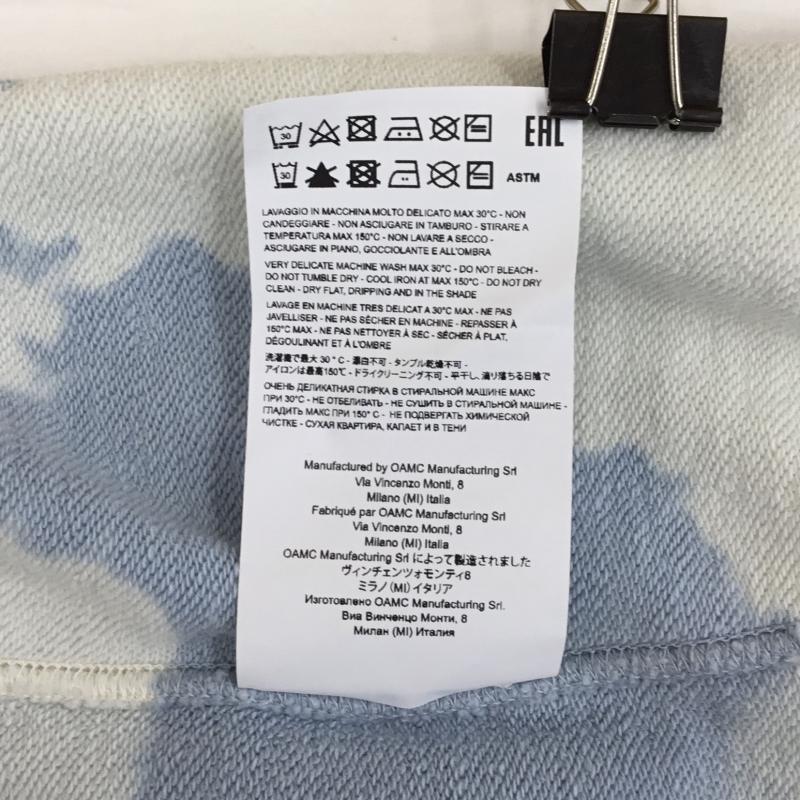 30 EAC
30 ASTM
LAVAGGIO IN MACCHINA MOLTO DELICATO MAX 30°C - NON
CANDEGGIARE - NON ASCIUGARE IN TAMBURO - STIRARE A
TEMPERATURA MAX 150°C - NON LAVARE A SECCO -
ASCIUGARE IN PIANO, GOCCIOLANTE E ALL'OMBRA
VERY DELICATE MACHINE WASH MAX 30°C - DO NOT BLEACH -
DO NOT TUMBLE DRY - COOL IRON AT MAX 150°C - DO NOT DRY
CLEAN - DRY FLAT, DRIPPING AND IN THE SHADE
LAVAGE EN MACHINE TRES DELICAT A 30°C MAX - NE PAS
JAVELLISER - NE PAS SÉCHER EN MACHINE - REPASSER À
150°C MAX - NE PAS NETTOYER À SEC - SÉCHER À PLAT,
DÉGOULINANT ET À L'OMBRE
洗濯機で最大 30 ° C - 漂白不可 - タンブル乾燥不可 -
アイロンは最高150℃ - ドライクリーニング不可 - 平干し、滴り落ちる日陰で
ОЧЕНЬ ДЕЛИКАТНАЯ СТИРКА В СТИРАЛЬНОЙ МАШИНЕ МАКС
ПРИ 30°C - НЕ ОТБЕЛИВАТЬ - НЕ СУШИТЬ В СТИРАЛЬНОЙ МАШИНЕ -
ГЛАДИТЬ МАКС ПРИ 150° C - НЕ ПОДВЕРГАТЬ ХИМИЧЕСКОЙ
ЧИСТКЕ - СУХАЯ КВАРТИРА, КАПАЕТ И В ТЕНИ
Manufactured by OAMC Manufacturing Srl
Via Vincenzo Monti, 8
Milano (MI) Italia
Fabriqué par OAMC Manufacturing Srl
Via Vincenzo Monti, 8
Milano (MI) Italia
OAMC Manufacturing Srl によって製造されました
ヴィンチェンツォモンティ8
ミラノ (MI) イタリア
Изготовлено OAMC Manufacturing Srl.
Виа Винченцо Монти, 8
Милан (MI) Италия